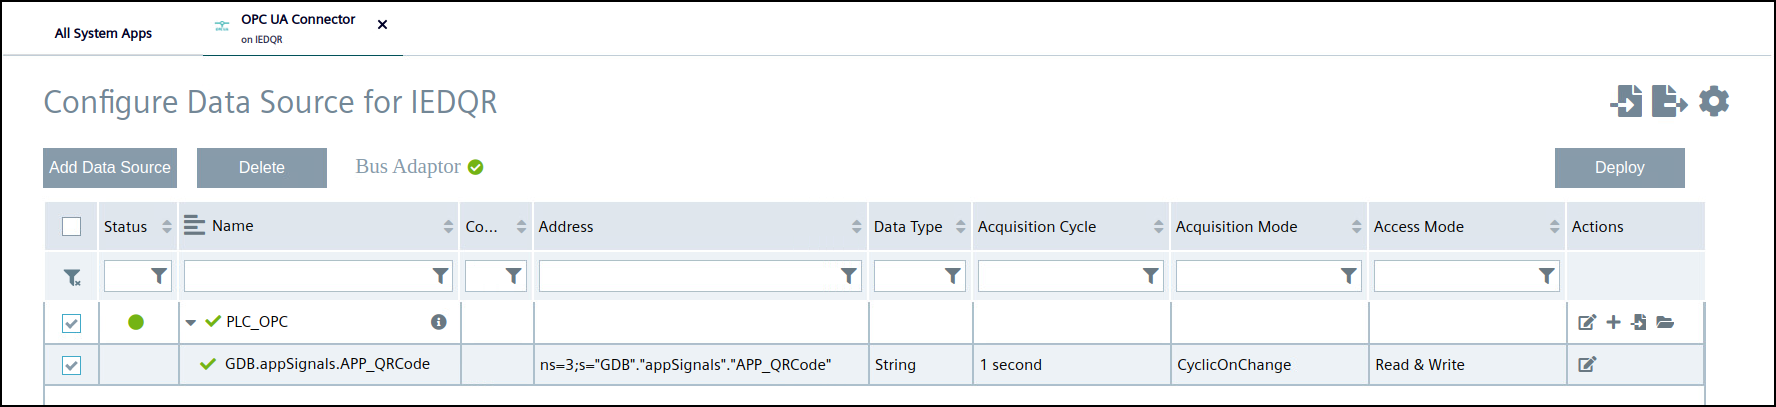 All System Apps
OPC UA Connector
on IEDQR
Configure Data Source for IEDQR
Add Data Source Delete Bus Adaptor Deploy
Status Name Co... Address Data Type Acquisition Cycle Acquisition Mode Access Mode Actions
PLC_OPC
GDB.appSignals.APP_QRCode ns=3;s="GDB"."appSignals"."APP_QRCode" String 1 second CyclicOnChange Read & Write